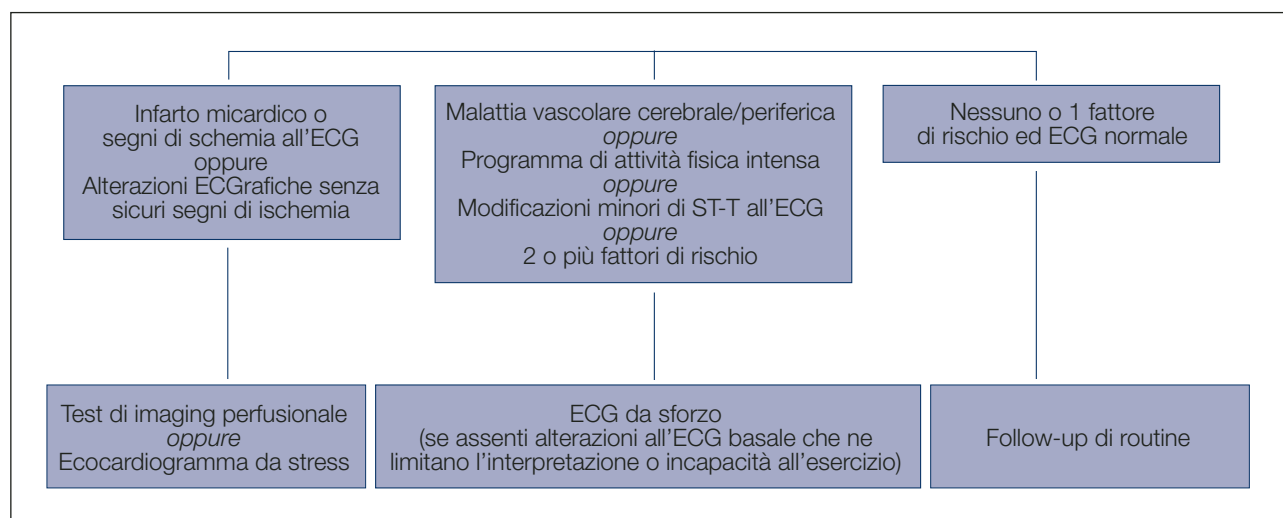 Infarto micardico o
segni di schemia all'ECG
oppure
Alterazioni ECGrafiche senza
sicuri segni di ischemia
Malattia vascolare cerebrale/periferica
oppure
Programma di attività fisica intensa
oppure
Modificazioni minori di ST-T all'ECG
oppure
2 o più fattori di rischio
Nessuno o 1 fattore
di rischio ed ECG normale
Test di imaging perfusionale
oppure
Ecocardiogramma da stress
ECG da sforzo
(se assenti alterazioni all'ECG basale che ne
limitano l'interpretazione o incapacità all'esercizio)
Follow-up di routine